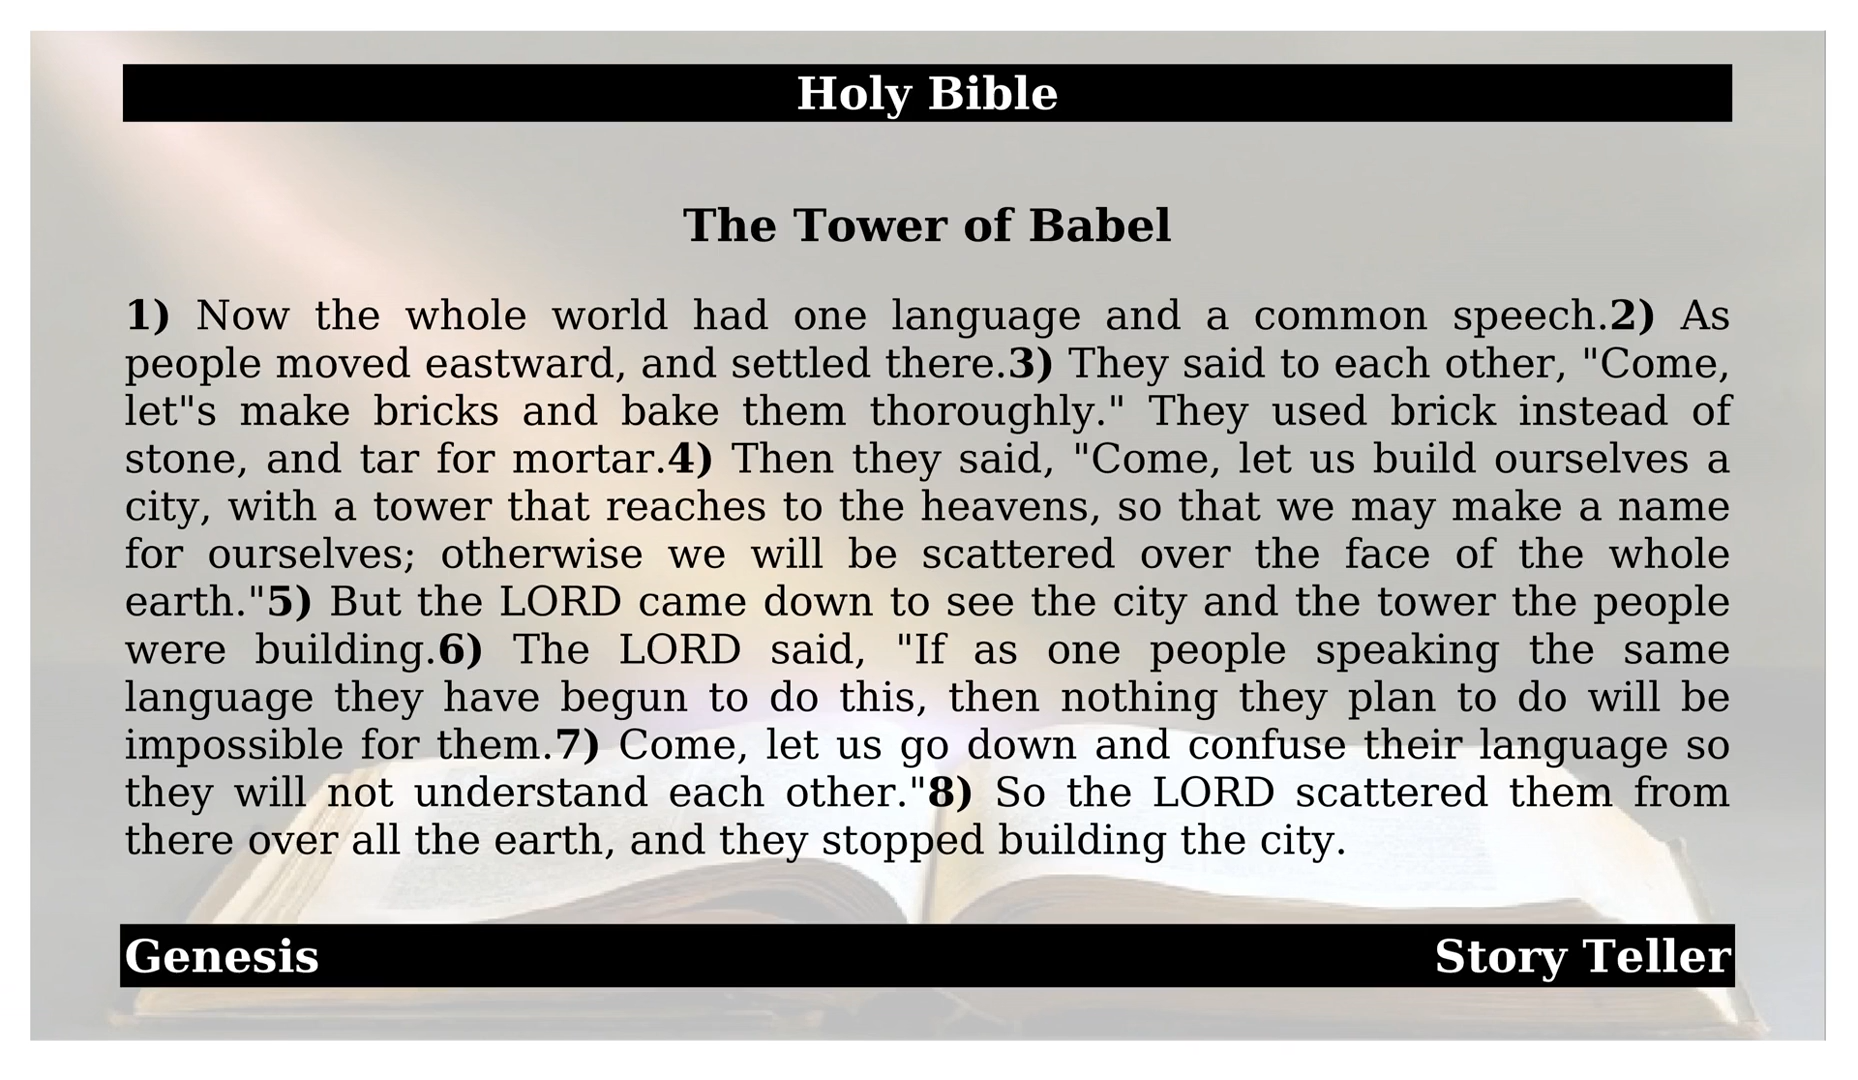 Holy Bible
The Tower of Babel
1) Now the whole world had one language and a common speech.2) As
people moved eastward, and settled there.3) They said to each other, "Come,
let"s make bricks and bake them thoroughly." They used brick instead of
stone, and tar for mortar.4) Then they said, "Come, let us build ourselves a
city, with a tower that reaches to the heavens, so that we may make a name
for ourselves; otherwise we will be scattered over the face of the whole
earth."5) But the LORD came down to see the city and the tower the people
were building.6) The LORD said, "If as one people speaking the same
language they have begun to do this, then nothing they plan to do will be
impossible for them.7) Come, let us go down and confuse their language so
they will not understand each other."8) So the LORD scattered them from
there over all the earth, and they stopped building the city.
Genesis Story Teller